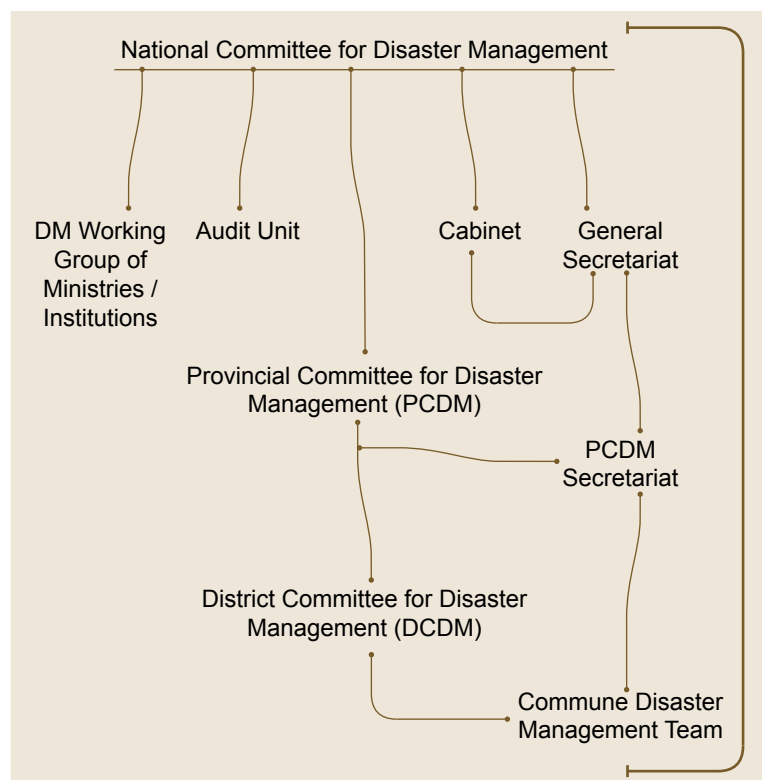 National Committee for Disaster Management
DM Working
Group of
Ministries /
Institutions
Audit Unit
Cabinet
General
Secretariat
Provincial Committee for Disaster
Management (PCDM)
PCDM
Secretariat
District Committee for Disaster
Management (DCDM)
Commune Disaster
Management Team